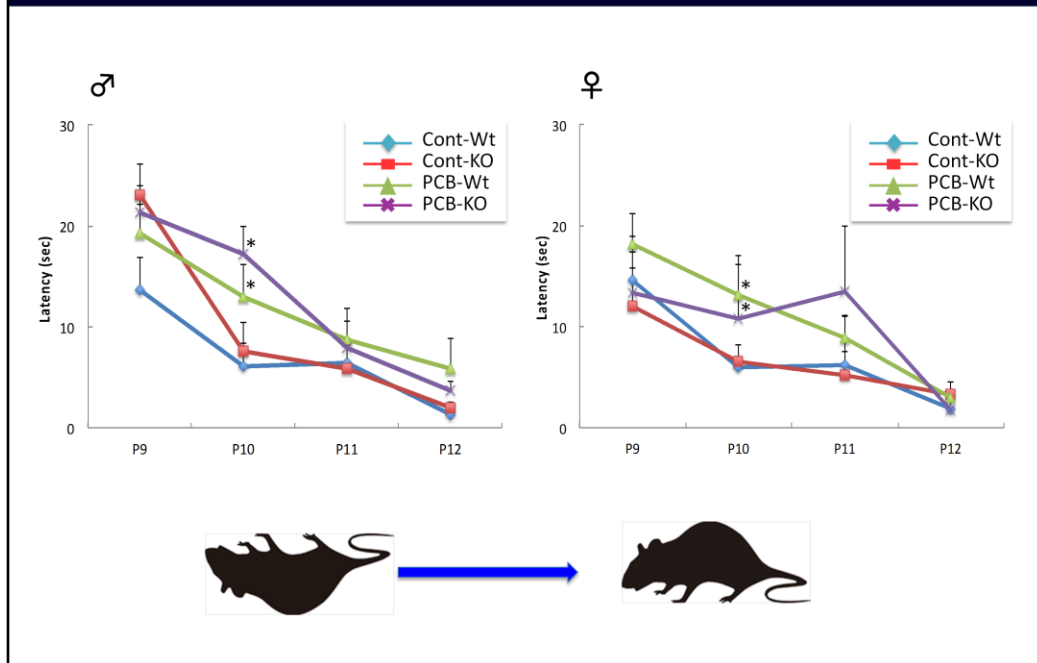 ♂
♀
30
20
10
0
Latency (sec)
P9
P10
P11
P12
Cont-Wt
Cont-KO
PCB-Wt
PCB-KO
*
*
30
20
10
0
Latency (sec)
P9
P10
P11
P12
Cont-Wt
Cont-KO
PCB-Wt
PCB-KO
*
*